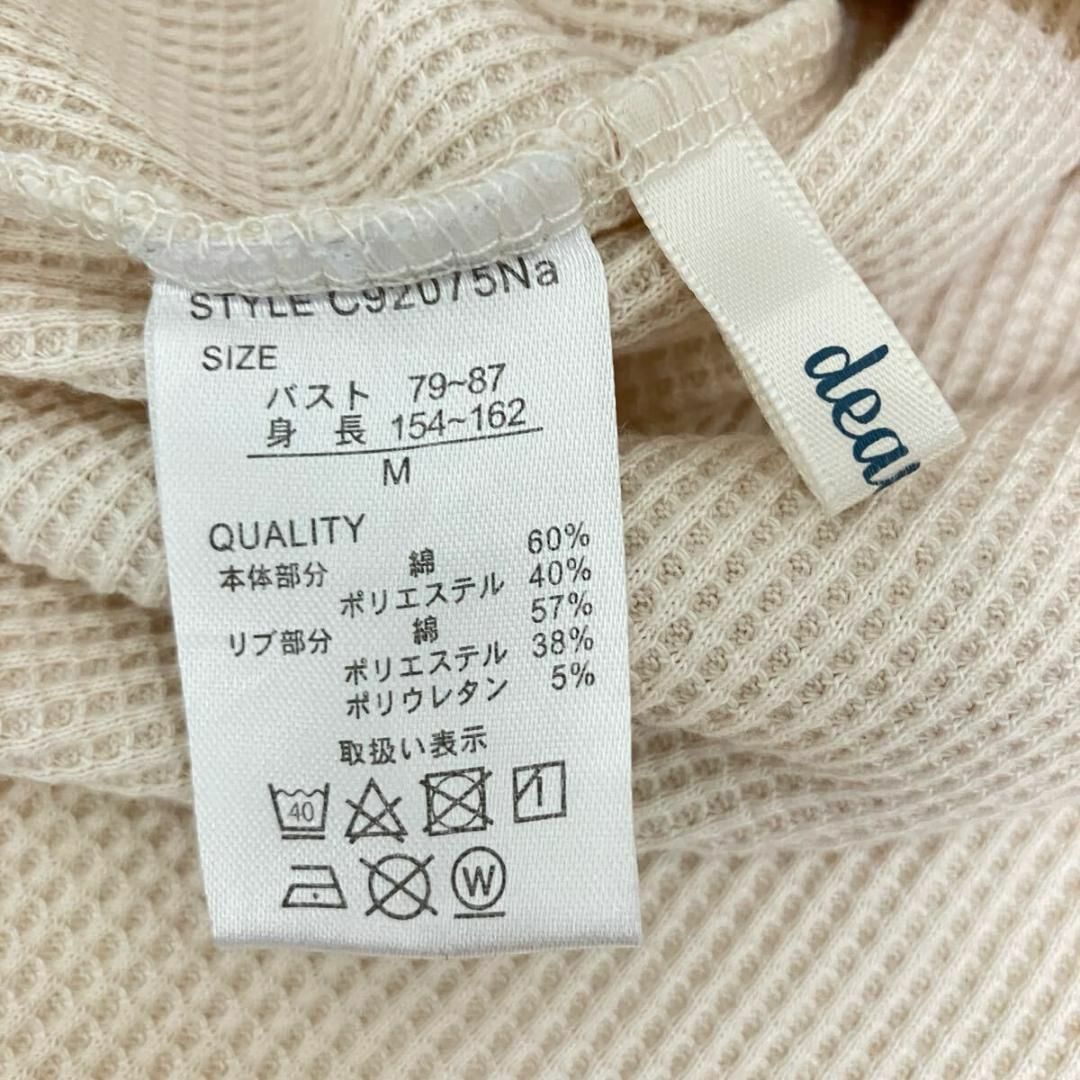 STYLE C92075Na
SIZE
バスト 79~87
身 長 154~162
M
QUALITY
本体部分 綿 60%
ポリエステル 40%
リブ部分 綿 57%
ポリエステル 38%
ポリウレタン 5%
取扱い表示
40
W